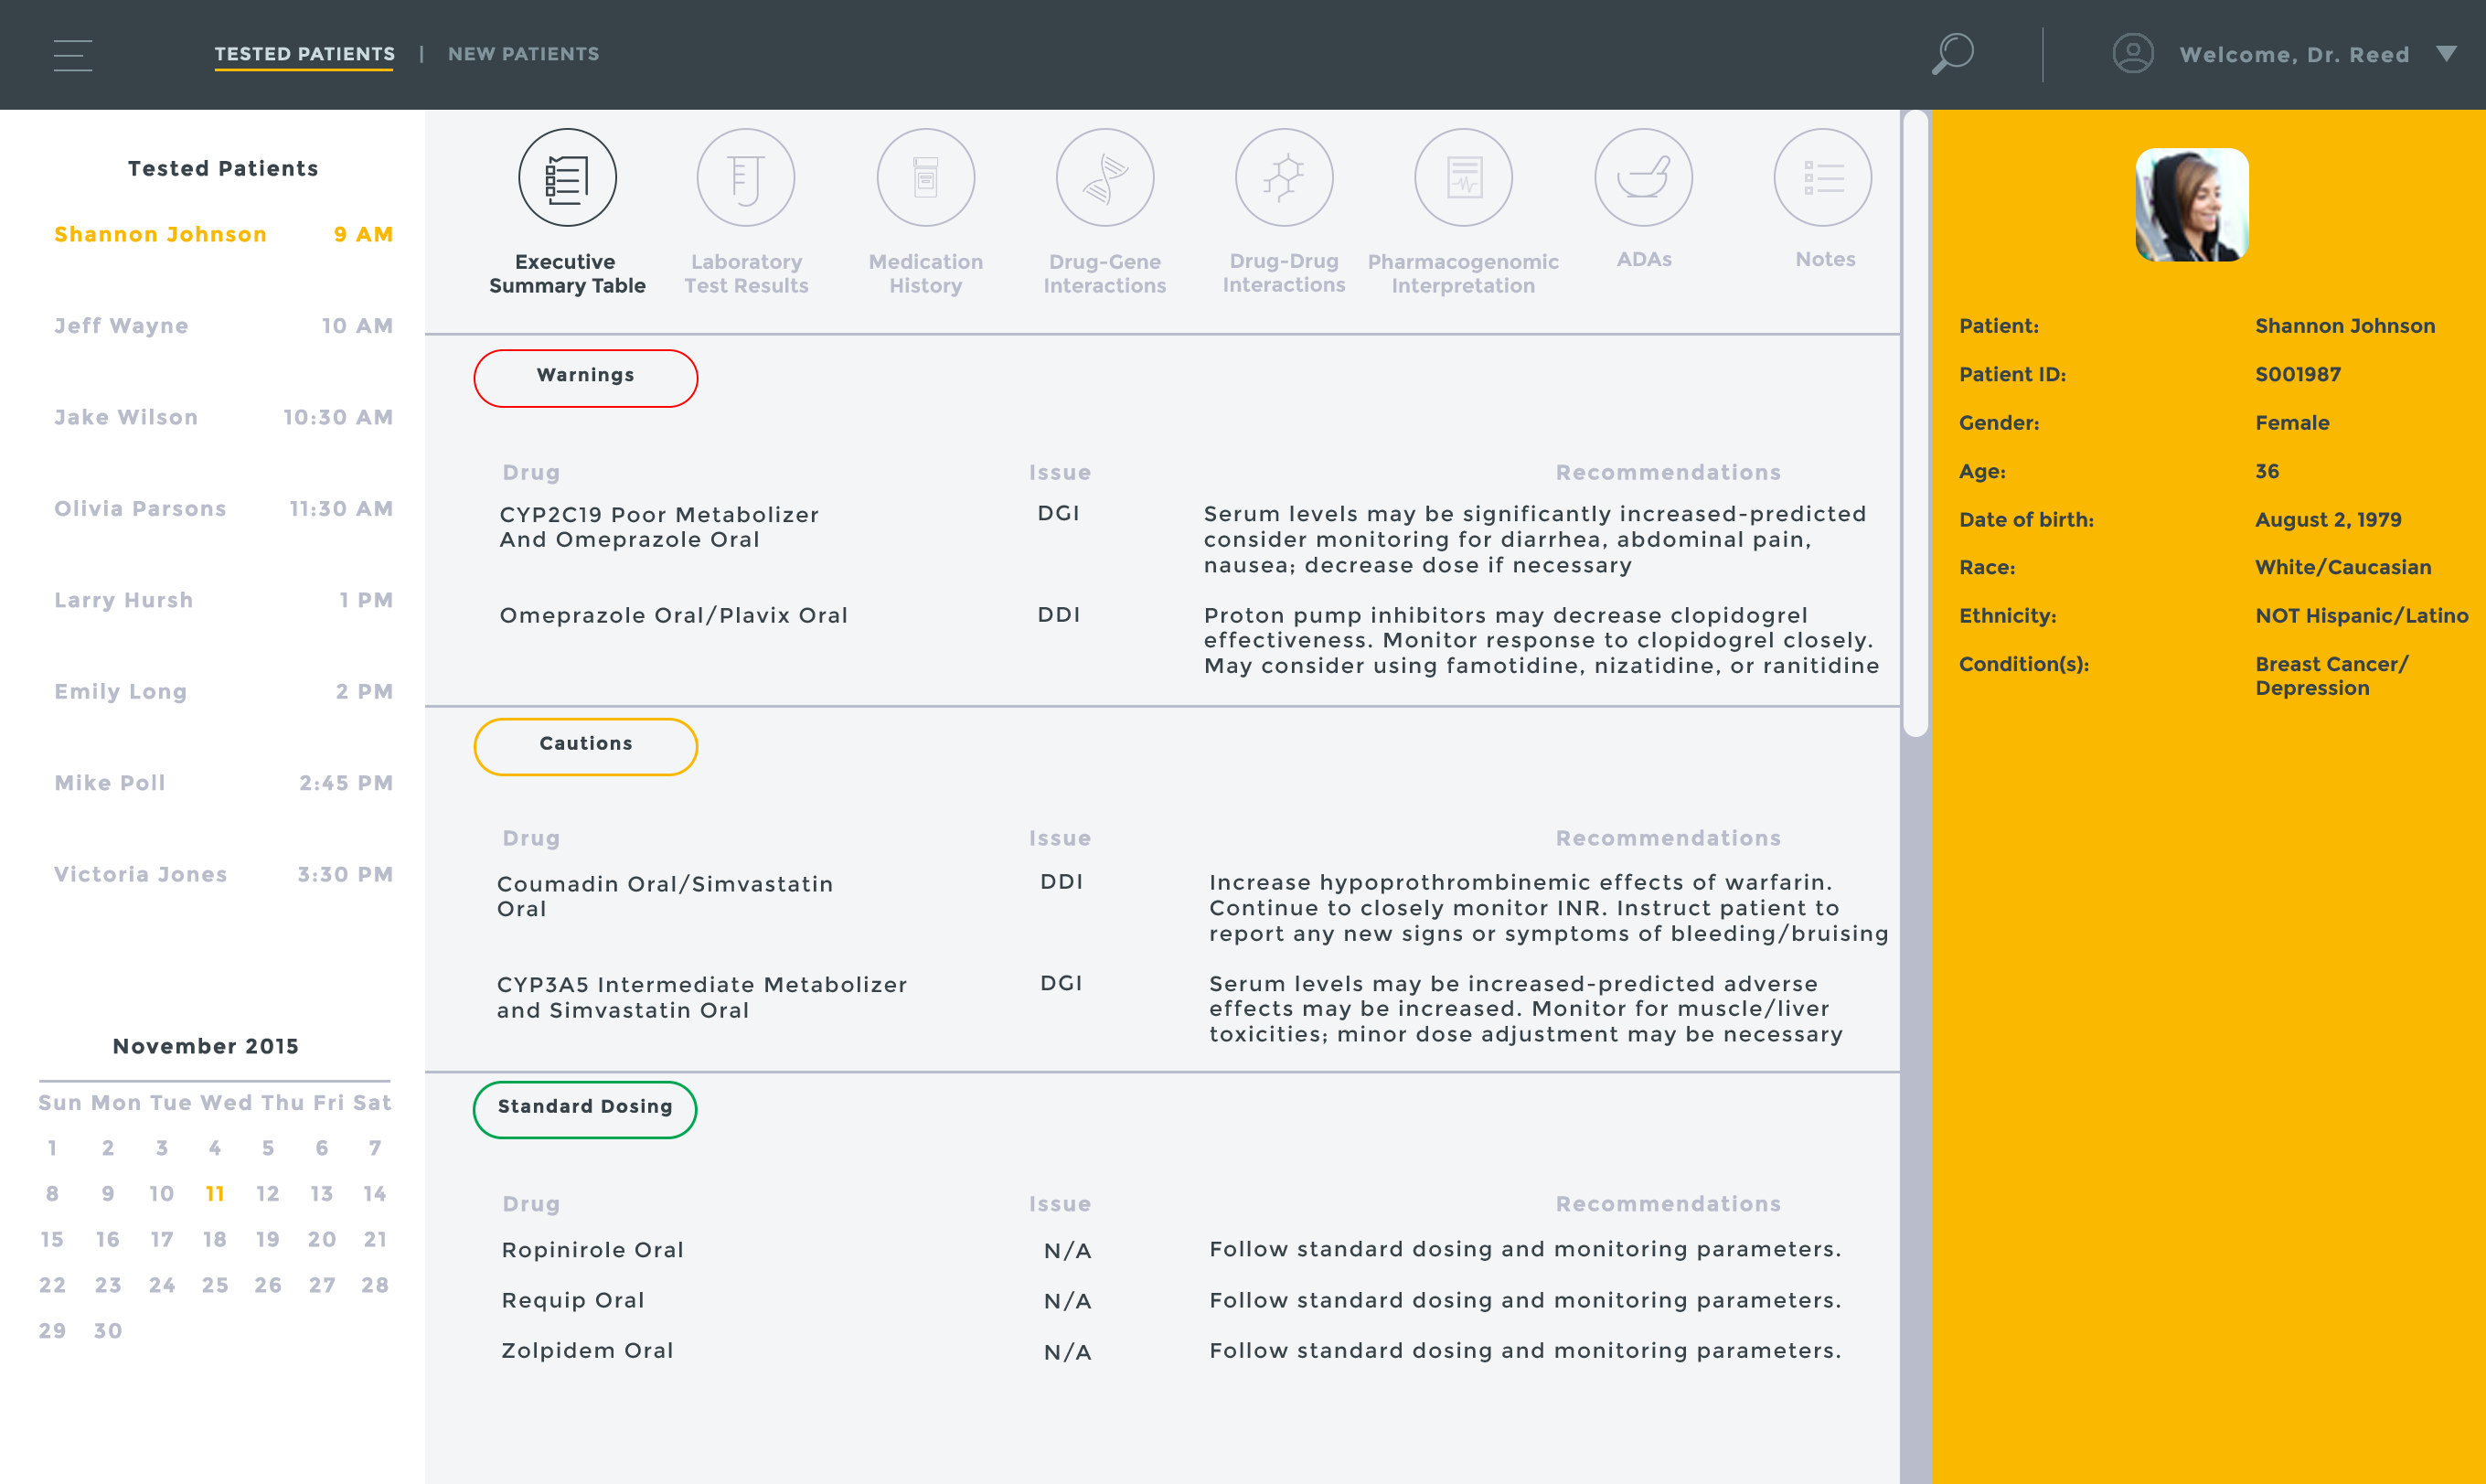 TESTED PATIENTS | NEW PATIENTS
Welcome, Dr. Reed
Tested Patients
Shannon Johnson 9 AM
Jeff Wayne 10 AM
Jake Wilson 10:30 AM
Olivia Parsons 11:30 AM
Larry Hursh 1 PM
Emily Long 2 PM
Mike Poll 2:45 PM
Victoria Jones 3:30 PM
November 2015
Sun Mon Tue Wed Thu Fri Sat
1 2 3 4 5 6 7
8 9 10 11 12 13 14
15 16 17 18 19 20 21
22 23 24 25 26 27 28
29 30
Executive
Summary Table
Laboratory
Test Results
Medication
History
Drug-Gene
Interactions
Drug-Drug
Interactions
Pharmacogenomic
Interpretation
ADAs
Notes
Warnings
Drug Issue Recommendations
CYP2C19 Poor Metabolizer
And Omeprazole Oral
DGI
Serum levels may be significantly increased-predicted
consider monitoring for diarrhea, abdominal pain,
nausea; decrease dose if necessary
Omeprazole Oral/Plavix Oral
DDI
Proton pump inhibitors may decrease clopidogrel
effectiveness. Monitor response to clopidogrel closely.
May consider using famotidine, nizatidine, or ranitidine
Cautions
Drug Issue Recommendations
Coumadin Oral/Simvastatin
Oral
DDI
Increase hypoprothrombinemic effects of warfarin.
Continue to closely monitor INR. Instruct patient to
report any new signs or symptoms of bleeding/bruising
CYP3A5 Intermediate Metabolizer
and Simvastatin Oral
DGI
Serum levels may be increased-predicted adverse
effects may be increased. Monitor for muscle/liver
toxicities; minor dose adjustment may be necessary
Standard Dosing
Drug Issue Recommendations
Ropinirole Oral N/A Follow standard dosing and monitoring parameters.
Requip Oral N/A Follow standard dosing and monitoring parameters.
Zolpidem Oral N/A Follow standard dosing and monitoring parameters.
Patient: Shannon Johnson
Patient ID: S001987
Gender: Female
Age: 36
Date of birth: August 2, 1979
Race: White/Caucasian
Ethnicity: NOT Hispanic/Latino
Condition(s): Breast Cancer/
Depression